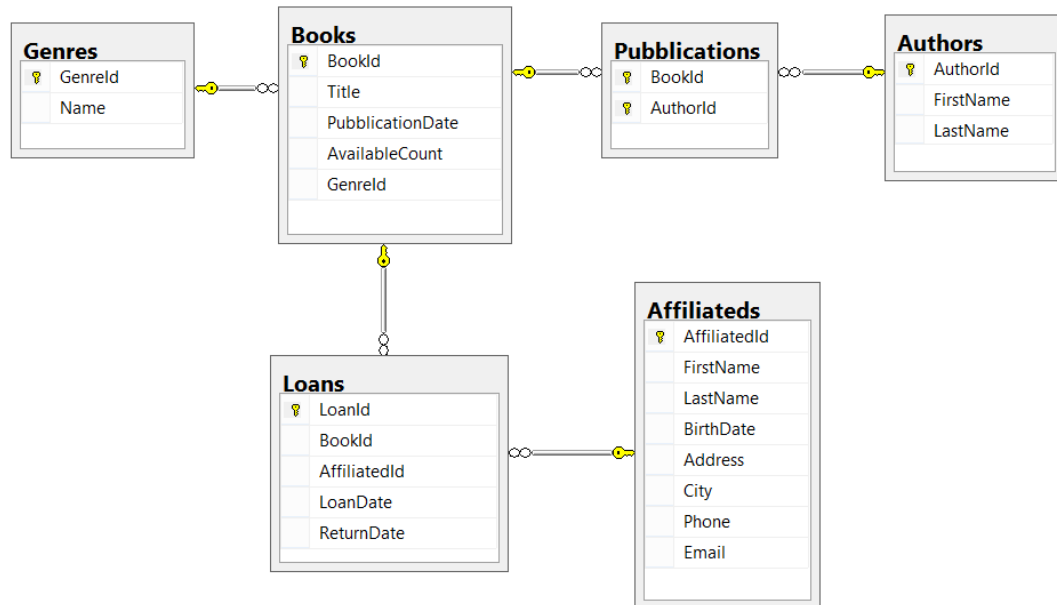 Genres
GenreId
Name
Books
BookId
Title
PubblicationDate
AvailableCount
GenreId
Pubblications
BookId
AuthorId
Authors
AuthorId
FirstName
LastName
Loans
LoanId
BookId
AffiliatedId
LoanDate
ReturnDate
Affiliateds
AffiliatedId
FirstName
LastName
BirthDate
Address
City
Phone
Email